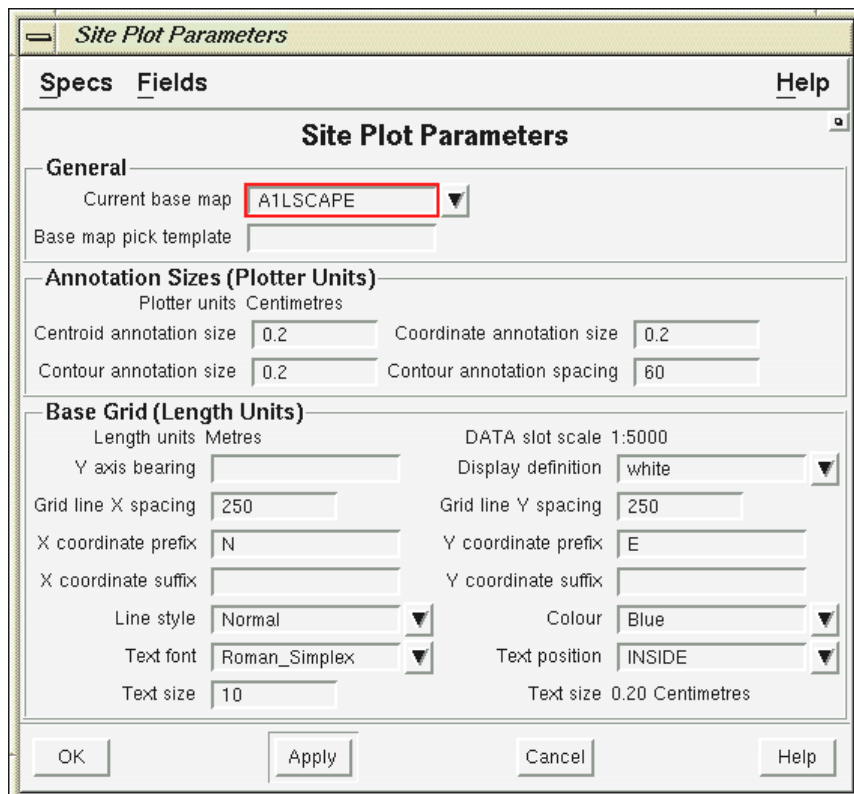 Site Plot Parameters
Specs Fields Help
Site Plot Parameters
General
Current base map A1LSCAPE
Base map pick template
Annotation Sizes (Plotter Units)
Plotter units Centimetres
Centroid annotation size 0.2 Coordinate annotation size 0.2
Contour annotation size 0.2 Contour annotation spacing 60
Base Grid (Length Units)
Length units Metres DATA slot scale 1:5000
Y axis bearing Display definition white
Grid line X spacing 250 Grid line Y spacing 250
X coordinate prefix N Y coordinate prefix E
X coordinate suffix Y coordinate suffix
Line style Normal Colour Blue
Text font Roman_Simplex Text position INSIDE
Text size 10 Text size 0.20 Centimetres
OK Apply Cancel Help